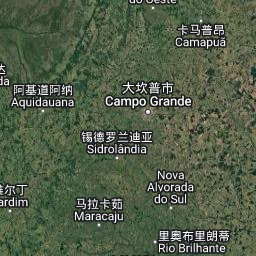 do Oeste
卡马普昂
Camapuã
阿基道阿纳
Aquidauana
大坎普市
Campo Grande
锡德罗兰迪亚
Sidrolândia
Nova
Alvorada
do Sul
马拉卡茹
Maracaju
里奥布里朗蒂
Rio Brilhante